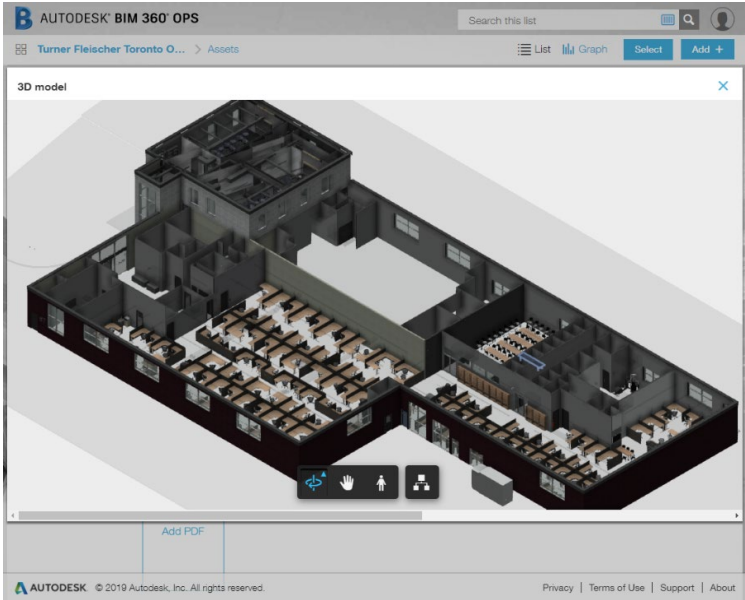 AUTODESK® BIM 360® OPS
Search this list
Turner Fleischer Toronto O... > Assets
List
Graph
Select
Add +
3D model
Add PDF
AUTODESK © 2019 Autodesk, Inc. All rights reserved.
Privacy | Terms of Use | Support | About